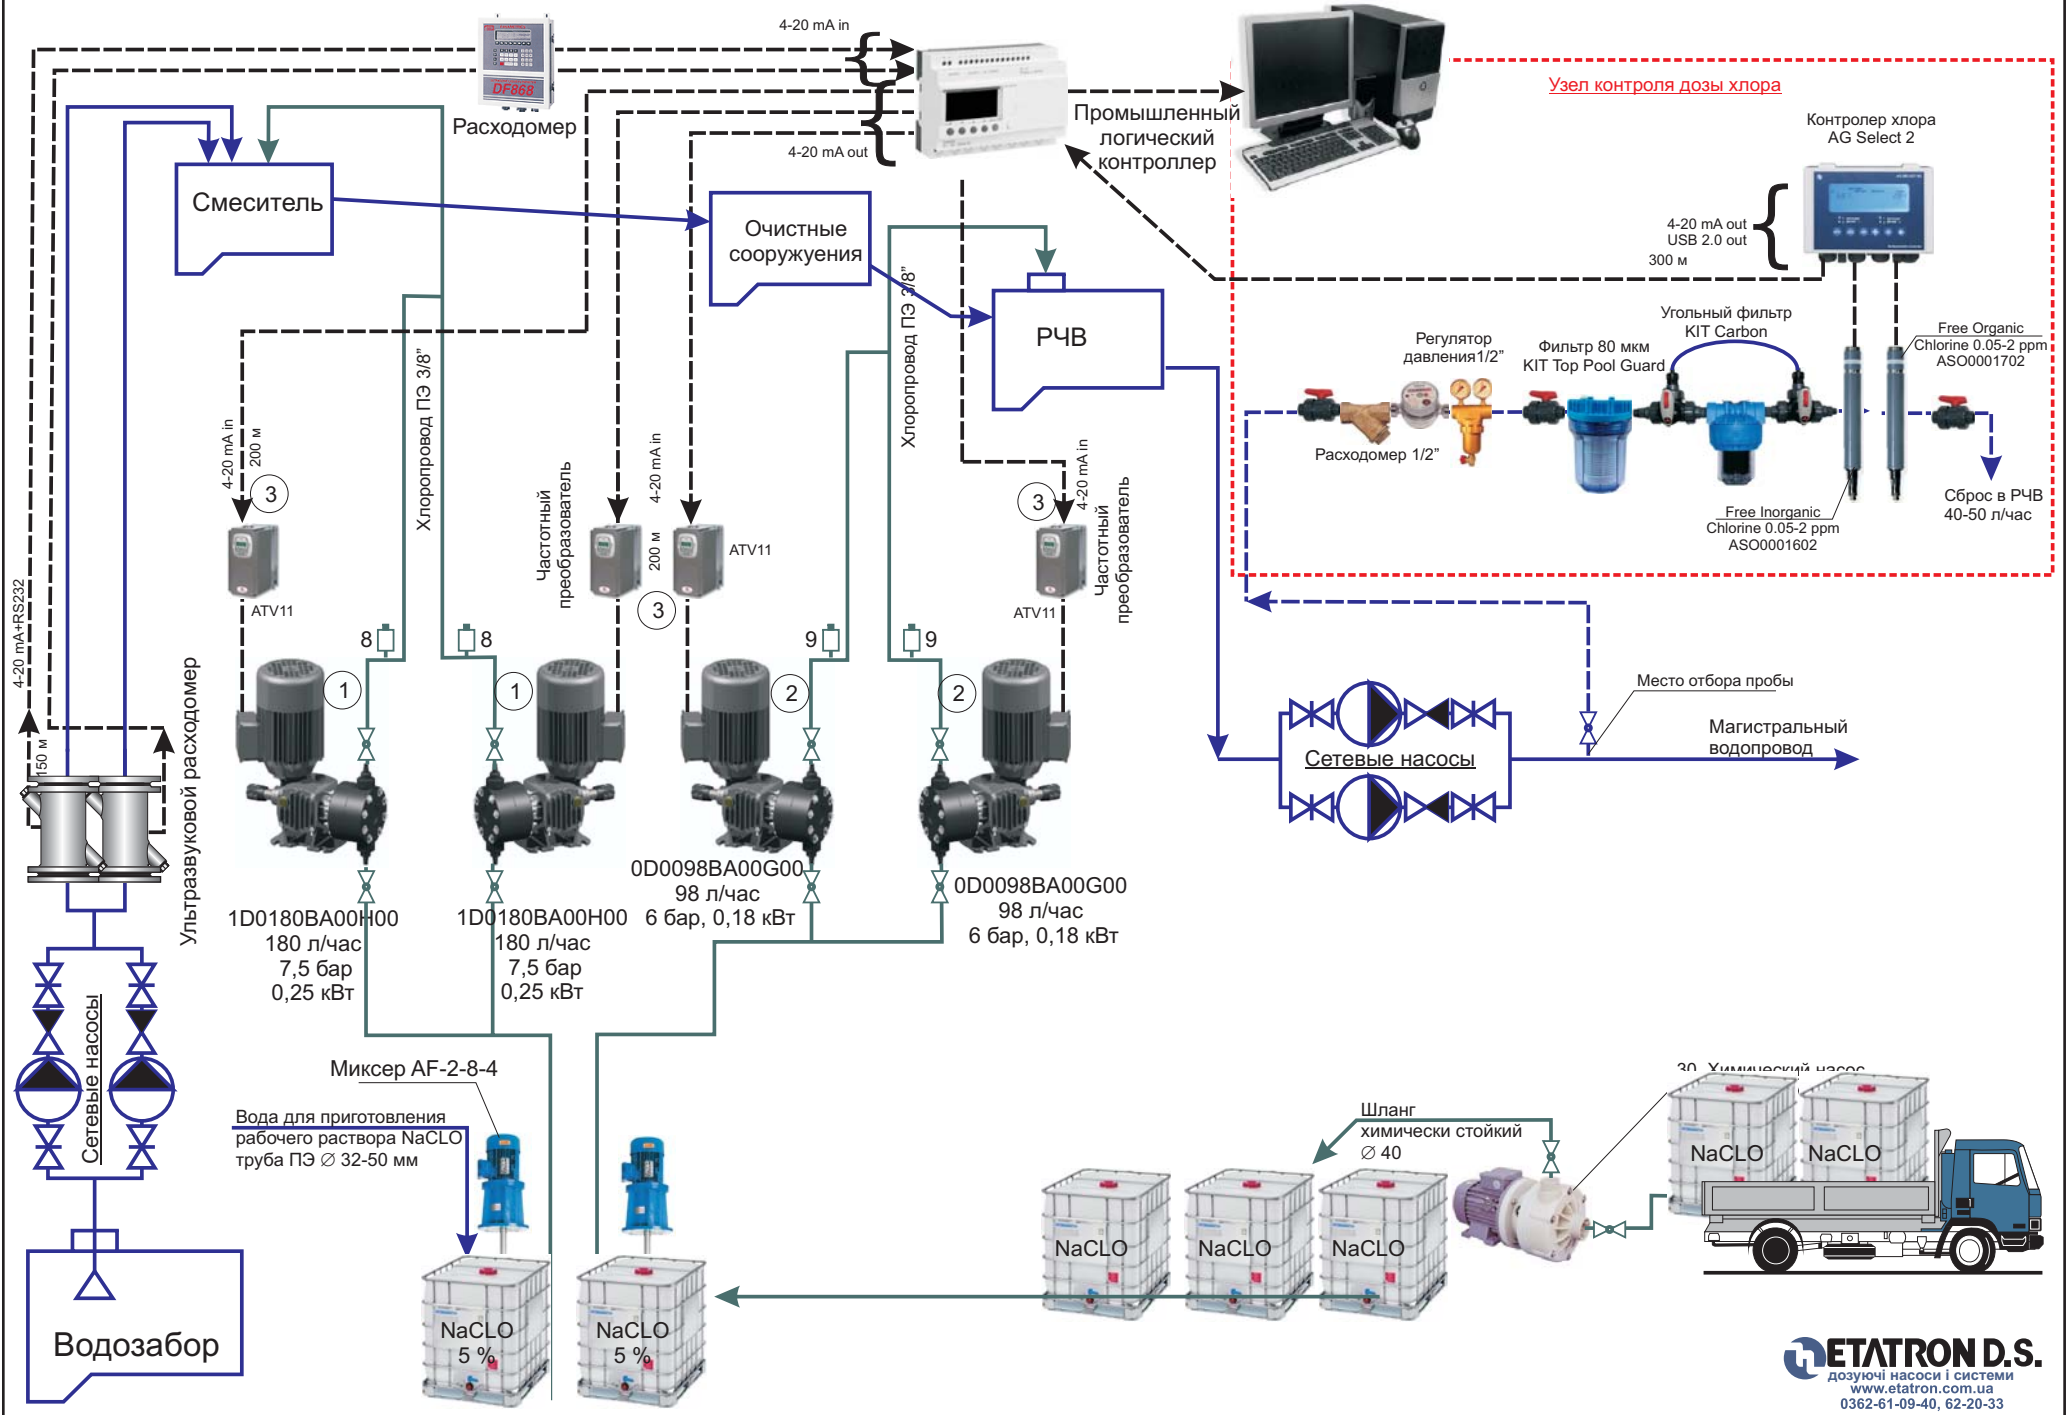 4-20 mA in
DF868
Расходомер
4-20 mA out
Промышленный
логический
контроллер
Узел контроля дозы хлора
Контролер хлора
AG Select 2
4-20 mA out
USB 2.0 out
300 м
Смеситель
Очистные
сооружуения
РЧВ
Хлоропровод ПЭ 3/8”
Хлоропровод ПЭ 3/8”
Угольный фильтр
KIT Carbon
Регулятор
давления1/2”
Фильтр 80 мкм
KIT Top Pool Guard
Free Organic
Chlorine 0.05-2 ppm
ASO0001702
Расходомер 1/2”
Free Inorganic
Chlorine 0.05-2 ppm
ASO0001602
Сброс в РЧВ
40-50 л/час
4-20 mA in
200 м
3
ATV11
Частотный
преобразователь
4-20 mA in
200 м
3
ATV11
3
4-20 mA in
Частотный
преобразователь
ATV11
4-20 mA+RS232
150 м
Ультразвуковой расходомер
8
8
9
9
1
1
2
2
Место отбора пробы
Магистральный
водопровод
Сетевые насосы
1D0180BA00H00
180 л/час
7,5 бар
0,25 кВт
1D0180BA00H00
180 л/час
7,5 бар
0,25 кВт
0D0098BA00G00
98 л/час
6 бар, 0,18 кВт
0D0098BA00G00
98 л/час
6 бар, 0,18 кВт
Сетевые насосы
Миксер AF-2-8-4
Вода для приготовления
рабочего раствора NaCLO
труба ПЭ ∅ 32-50 мм
Шланг
химически стойкий
∅ 40
30. Химический насос
NaCLO
NaCLO
NaCLO
NaCLO
NaCLO
NaCLO
5 %
NaCLO
5 %
Водозабор
ETATRON D.S.
дозуючі насоси і системи
www.etatron.com.ua
0362-61-09-40, 62-20-33